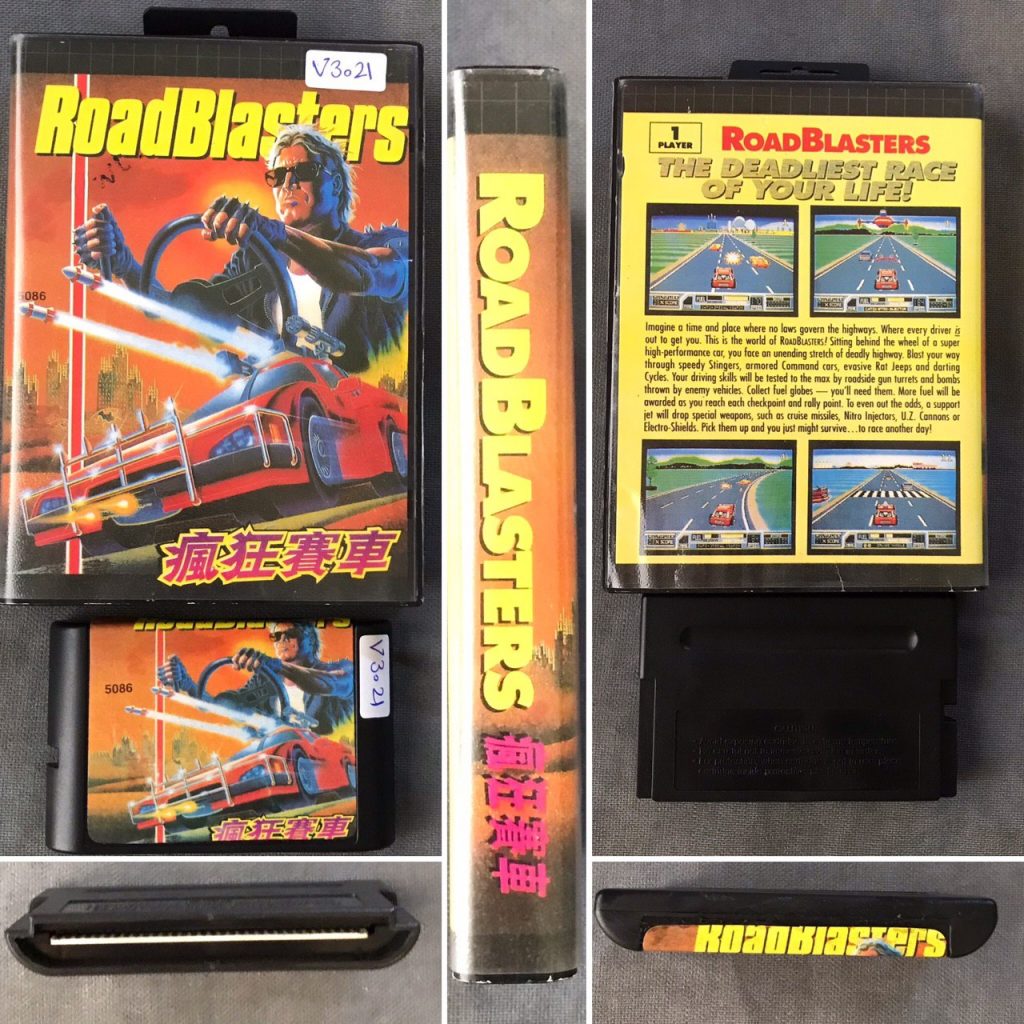 V3021
RoadBlasters
5086
瘋狂賽車
RoadBlasters
5086
V3021
瘋狂賽車
ROADBLASTERS 瘋狂賽車
1
PLAYER
ROADBLASTERS
THE DEADLIEST RACE
OF YOUR LIFE!
Imagine a time and place where no laws govern the highways. Where every driver is
out to get you. This is the world of ROADBLASTERS! Sitting behind the wheel of a super
high-performance car, you face an unending stretch of deadly highway. Blast your way
through speedy Stingers, armored Command cars, evasive Rat Jeeps and darting
Cycles. Your driving skills will be tested to the max by roadside gun turrets and bombs
thrown by enemy vehicles. Collect fuel globes — you'll need them. More fuel will be
awarded as you reach each checkpoint and rally point. To even out the odds, a support
jet will drop special weapons, such as cruise missiles, Nitro Injectors, U.Z. Cannons or
Electro-Shields. Pick them up and you just might survive...to race another day!
RoadBlasters